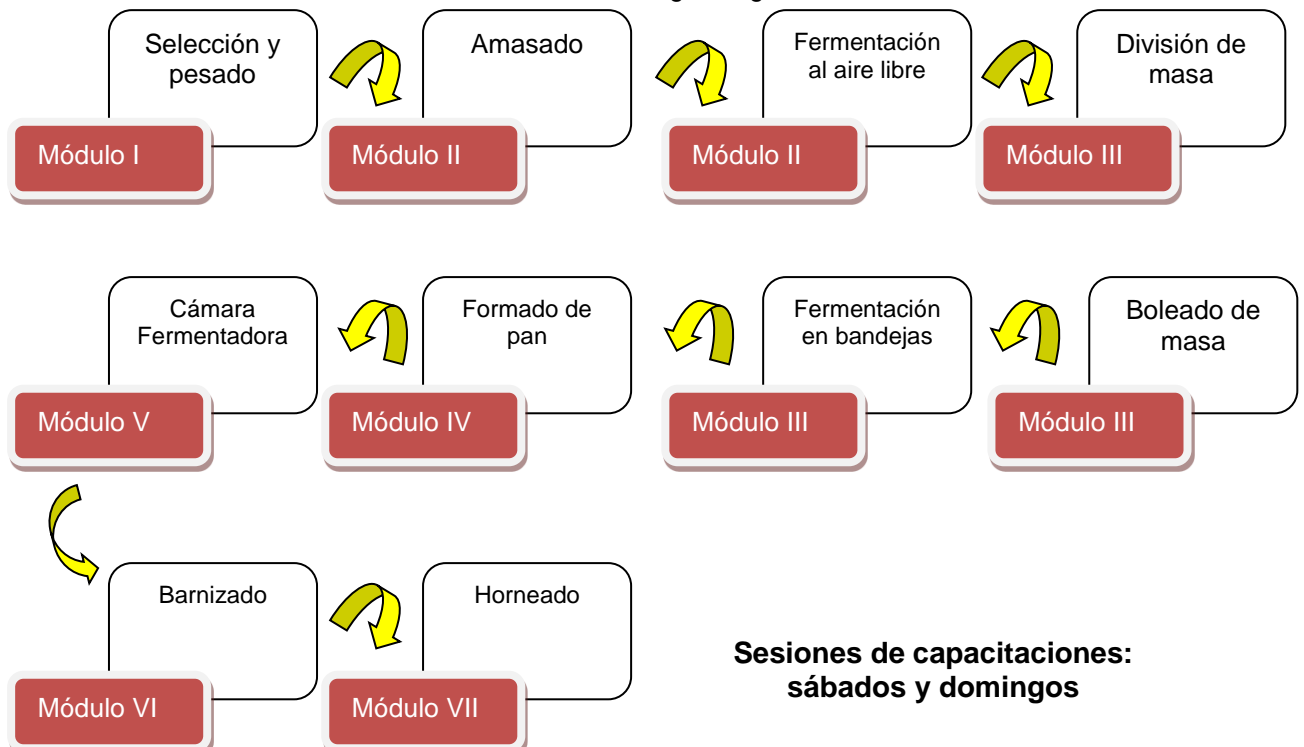 Selección y
pesado
Módulo I
Amasado
Módulo II
Fermentación
al aire libre
Módulo II
División de
masa
Módulo III
Boleado de
masa
Módulo III
Fermentación
en bandejas
Módulo III
Formado de
pan
Módulo IV
Cámara
Fermentadora
Módulo V
Barnizado
Módulo VI
Horneado
Módulo VII
Sesiones de capacitaciones:
sábados y domingos